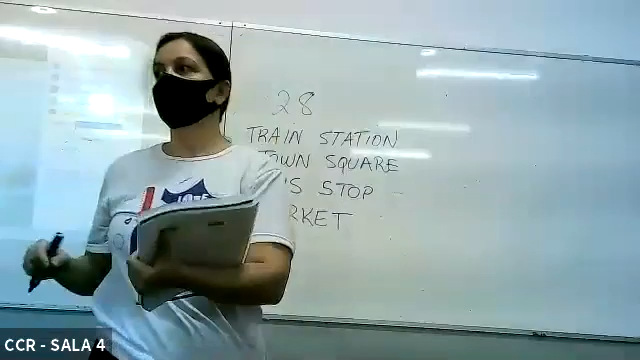 28
TRAIN STATION
TOWN SQUARE
'S STOP
RKET
CCR - SALA 4